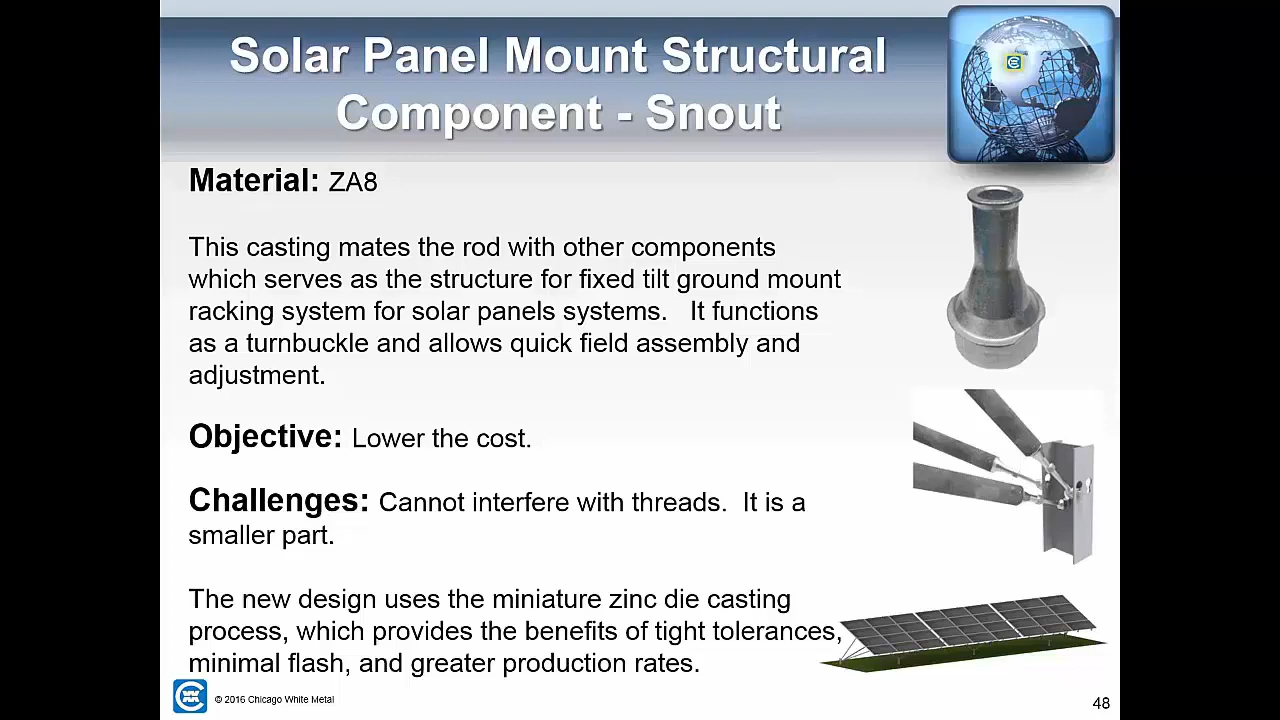 Solar Panel Mount Structural
Component - Snout
Material: ZA8
This casting mates the rod with other components
which serves as the structure for fixed tilt ground mount
racking system for solar panels systems.   It functions
as a turnbuckle and allows quick field assembly and
adjustment.
Objective: Lower the cost.
Challenges: Cannot interfere with threads.  It is a
smaller part.
The new design uses the miniature zinc die casting
process, which provides the benefits of tight tolerances,
minimal flash, and greater production rates.
© 2016 Chicago White Metal
48